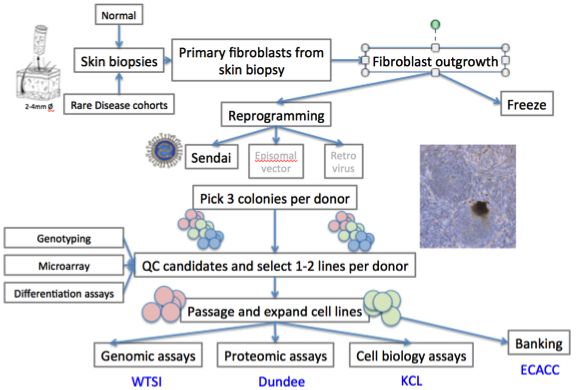 Normal
Skin biopsies
2-4mm Ø
Rare Disease cohorts
Primary fibroblasts from
skin biopsy
Fibroblast outgrowth
Freeze
Reprogramming
Sendai
Episomal
vector
Retro
virus
Pick 3 colonies per donor
Genotyping
Microarray
Differentiation assays
QC candidates and select 1-2 lines per donor
Passage and expand cell lines
Genomic assays
Proteomic assays
Cell biology assays
Banking
WTSI
Dundee
KCL
ECACC